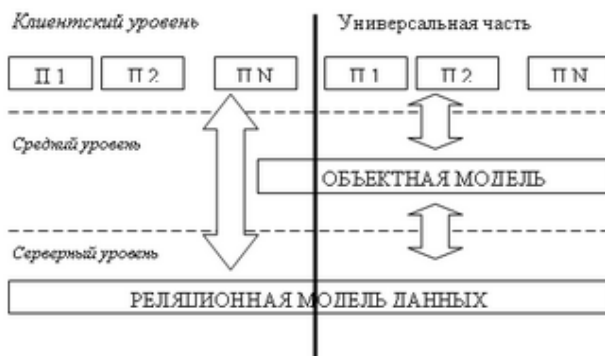 Клиентский уровень Универсальная часть
П 1 П 2 П N П 1 П 2 П N
Средний уровень
ОБЪЕКТНАЯ МОДЕЛЬ
Серверный уровень
РЕЛЯЦИОННАЯ МОДЕЛЬ ДАННЫХ